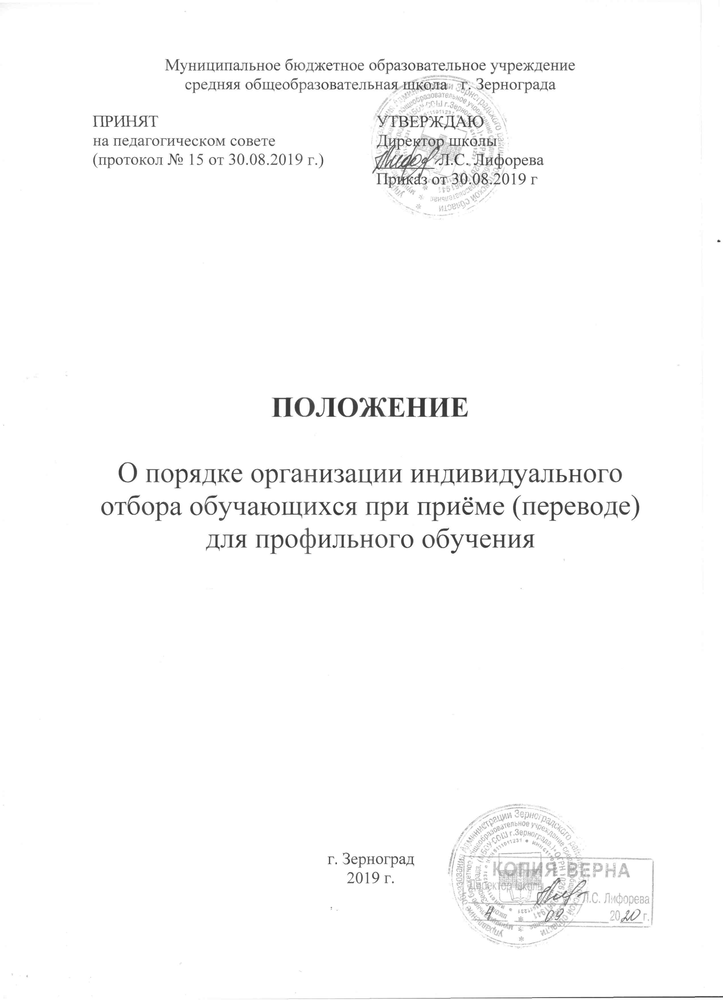 Муниципальное бюджетное образовательное учреждение
средняя общеобразовательная школа г. Зернограда
ПРИНЯТ
на педагогическом совете
(протокол № 15 от 30.08.2019 г.)
УТВЕРЖДАЮ
Директор школы
Л.С. Лифорева
Приказ от 30.08.2019 г
ПОЛОЖЕНИЕ
О порядке организации индивидуального
отбора обучающихся при приёме (переводе)
для профильного обучения
г. Зерноград
2019 г.
КОПИЯ ВЕРНА
Директор школы
Л.С. Лифорева
4 09 2020 г.